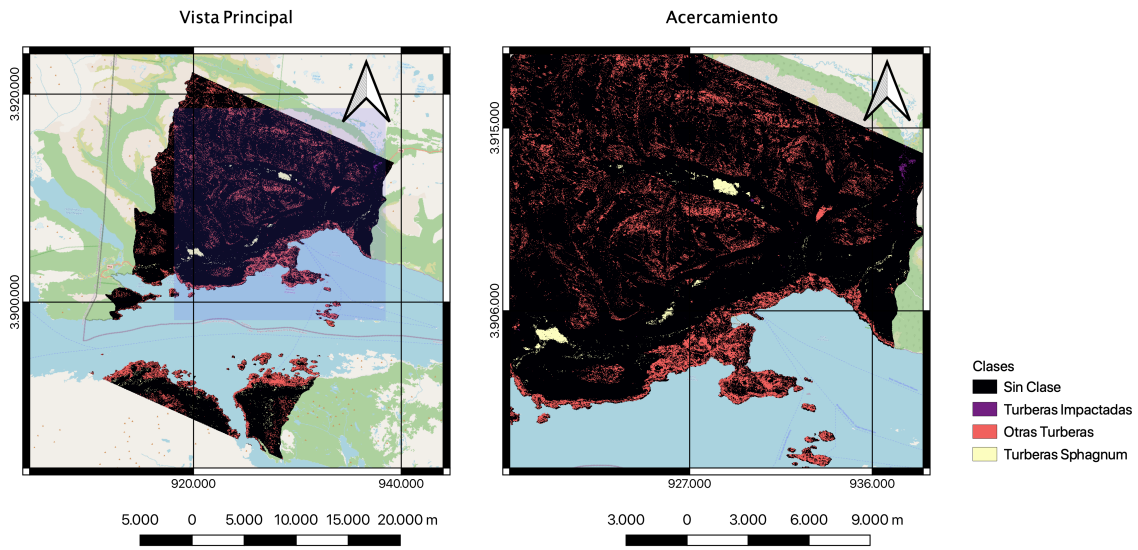 Vista Principal
Acercamiento
3.920.000
3.900.000
920.000
940.000
5.000 0 5.000 10.000 15.000 20.000 m
3.915.000
3.906.000
927.000
936.000
3.000 0 3.000 6.000 9.000 m
Clases
Sin Clase
Turberas Impactadas
Otras Turberas
Turberas Sphagnum